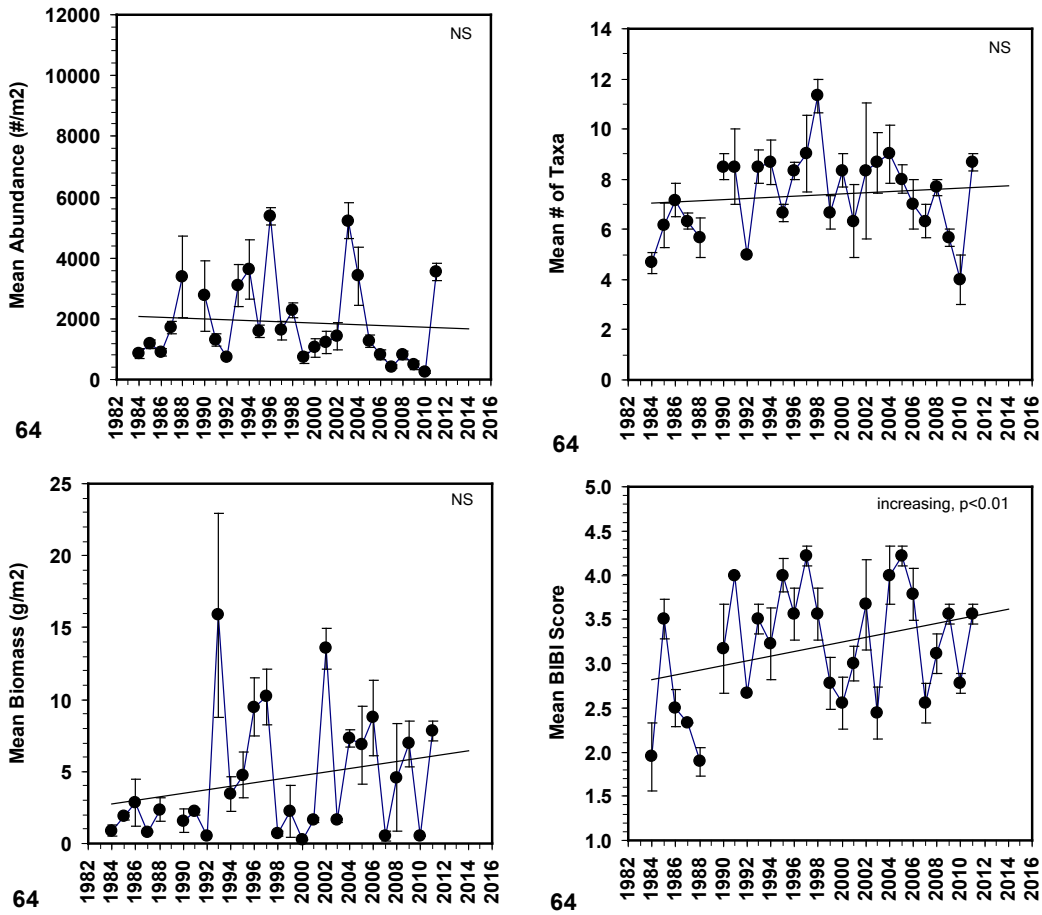 12000
10000
8000
6000
4000
2000
0
Mean Abundance (#/m2)
NS
1982 1984 1986 1988 1990 1992 1994 1996 1998 2000 2002 2004 2006 2008 2010 2012 2014 2016
64
14
12
10
8
6
4
2
0
Mean # of Taxa
NS
1982 1984 1986 1988 1990 1992 1994 1996 1998 2000 2002 2004 2006 2008 2010 2012 2014 2016
64
25
20
15
10
5
0
Mean Biomass (g/m2)
NS
1982 1984 1986 1988 1990 1992 1994 1996 1998 2000 2002 2004 2006 2008 2010 2012 2014 2016
64
5.0
4.5
4.0
3.5
3.0
2.5
2.0
1.5
1.0
Mean BIBI Score
increasing, p<0.01
1982 1984 1986 1988 1990 1992 1994 1996 1998 2000 2002 2004 2006 2008 2010 2012 2014 2016
64